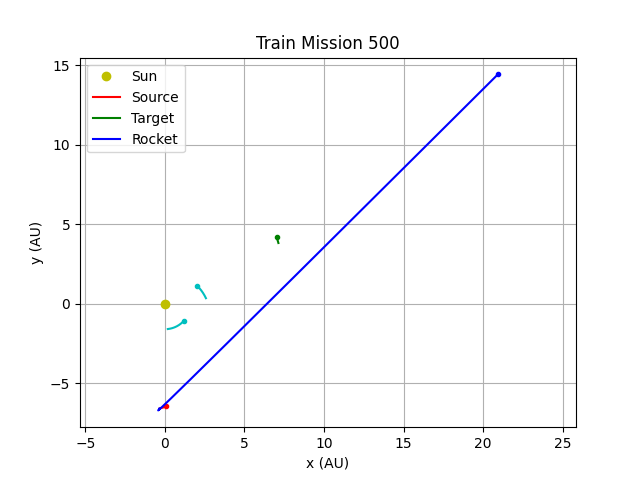 Train Mission 500
Sun
Source
Target
Rocket
15
10
5
0
−5
y (AU)
−5
0
5
10
15
20
25
x (AU)